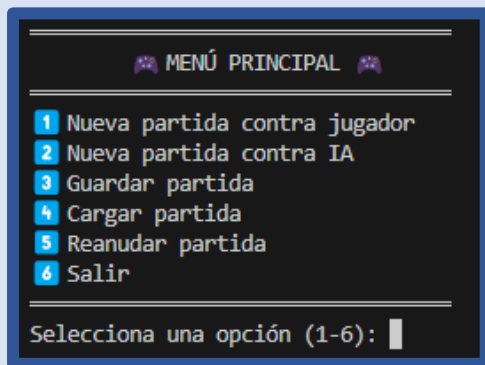 🎮 MENÚ PRINCIPAL 🎮
1 Nueva partida contra jugador
2 Nueva partida contra IA
3 Guardar partida
4 Cargar partida
5 Reanudar partida
6 Salir
Selecciona una opción (1-6):